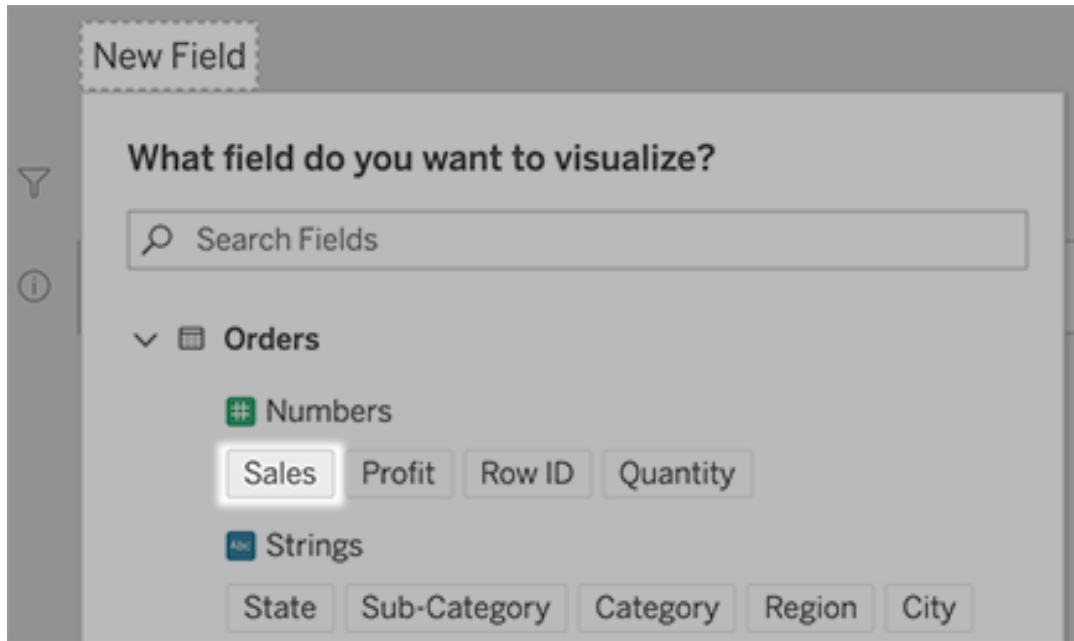 New Field
What field do you want to visualize?
Search Fields
Orders
# Numbers
Sales Profit Row ID Quantity
Abc Strings
State Sub-Category Category Region City